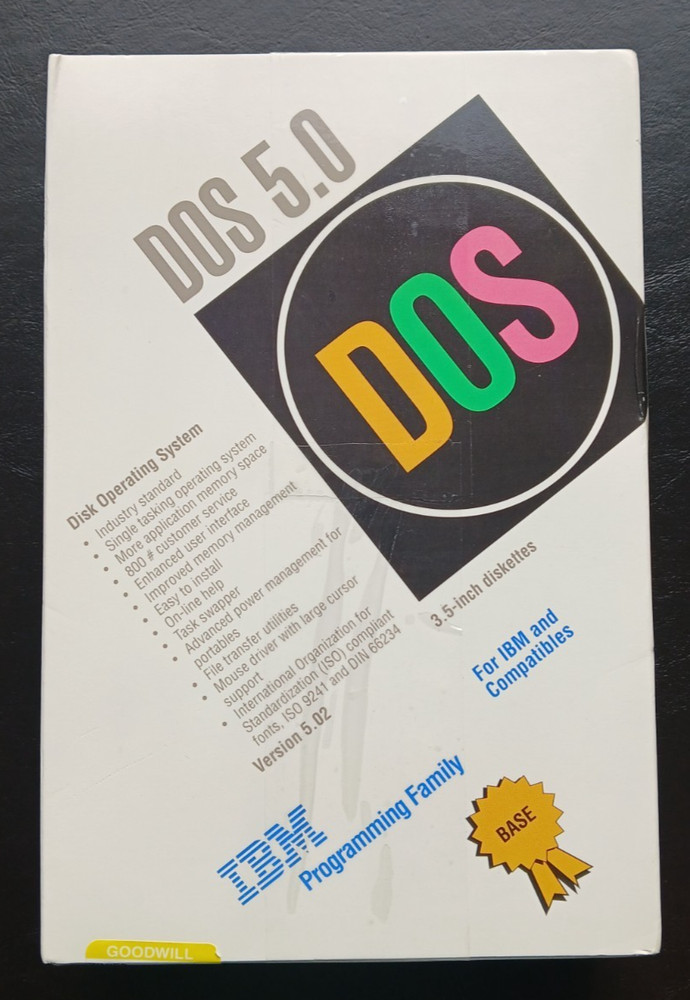 DOS 5.0
DOS
Disk Operating System
• Industry standard
• Single tasking operating system
• More application memory space
• 800 # customer service
• Enhanced user interface
• Improved memory management
• Easy to install
• On-line help
• Task swapper
• Advanced power management for
portables
• File transfer utilities
• Mouse driver with large cursor
support
• International Organization for
Standardization (ISO) compliant
fonts, ISO 9241 and DIN 66234
Version 5.02
3.5-inch diskettes
For IBM and
Compatibles
IBM
Programming Family
BASE
GOODWILL